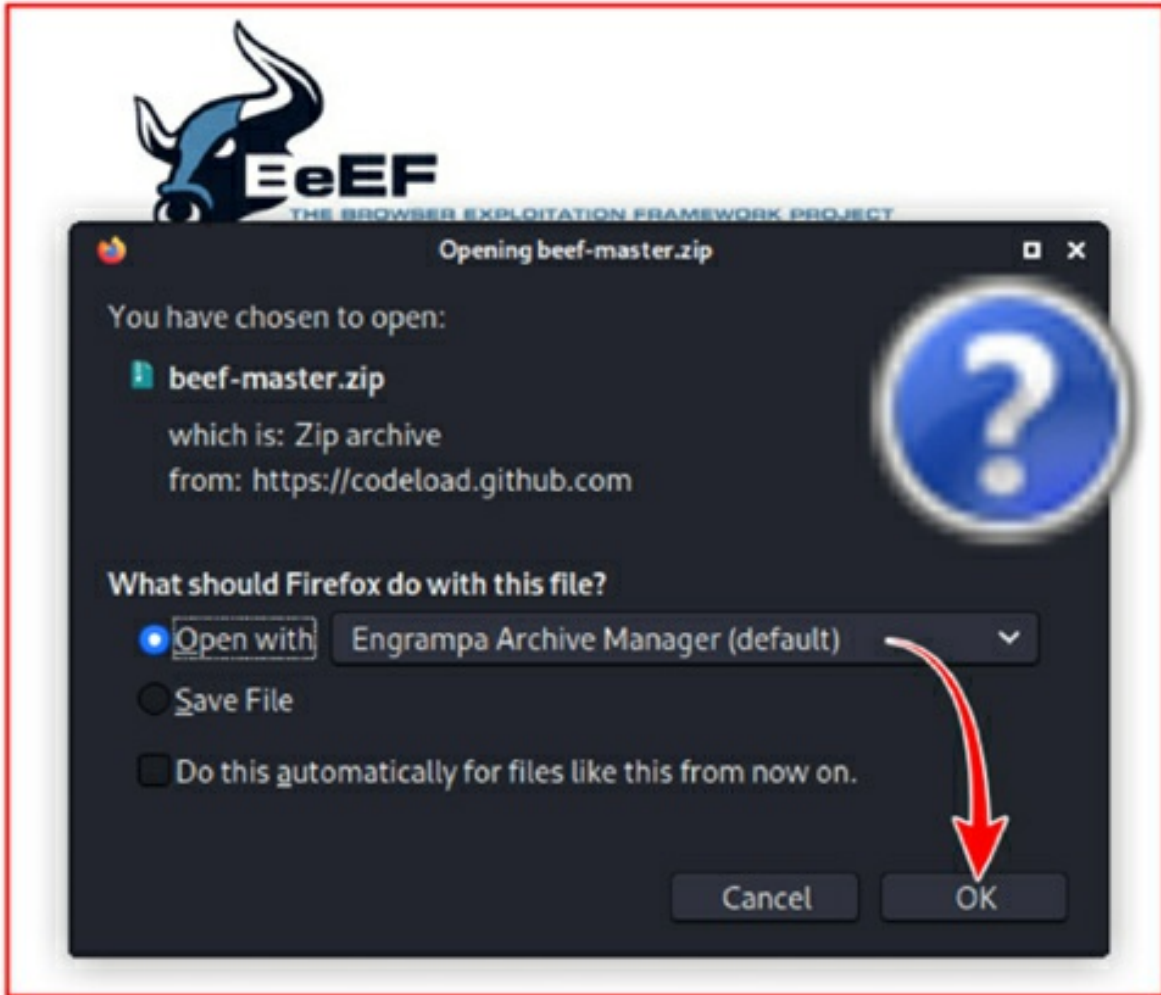 BeEF
THE BROWSER EXPLOITATION FRAMEWORK PROJECT
Opening beef-master.zip
You have chosen to open:
beef-master.zip
which is: Zip archive
from: https://codeload.github.com
What should Firefox do with this file?
Open with Engrampa Archive Manager (default)
Save File
Do this automatically for files like this from now on.
Cancel OK